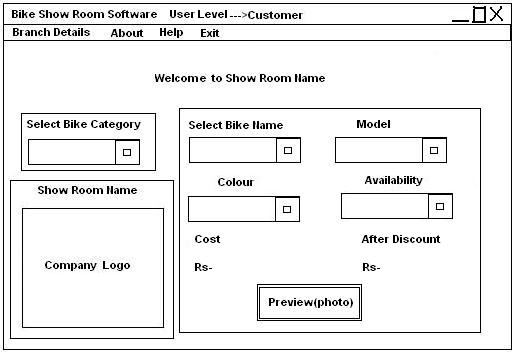 Bike Show Room Software User Level --->Customer
Branch Details About Help Exit
Welcome to Show Room Name
Select Bike Category
Show Room Name
Company Logo
Select Bike Name Model
Colour Availability
Cost After Discount
Rs- Rs-
Preview(photo)